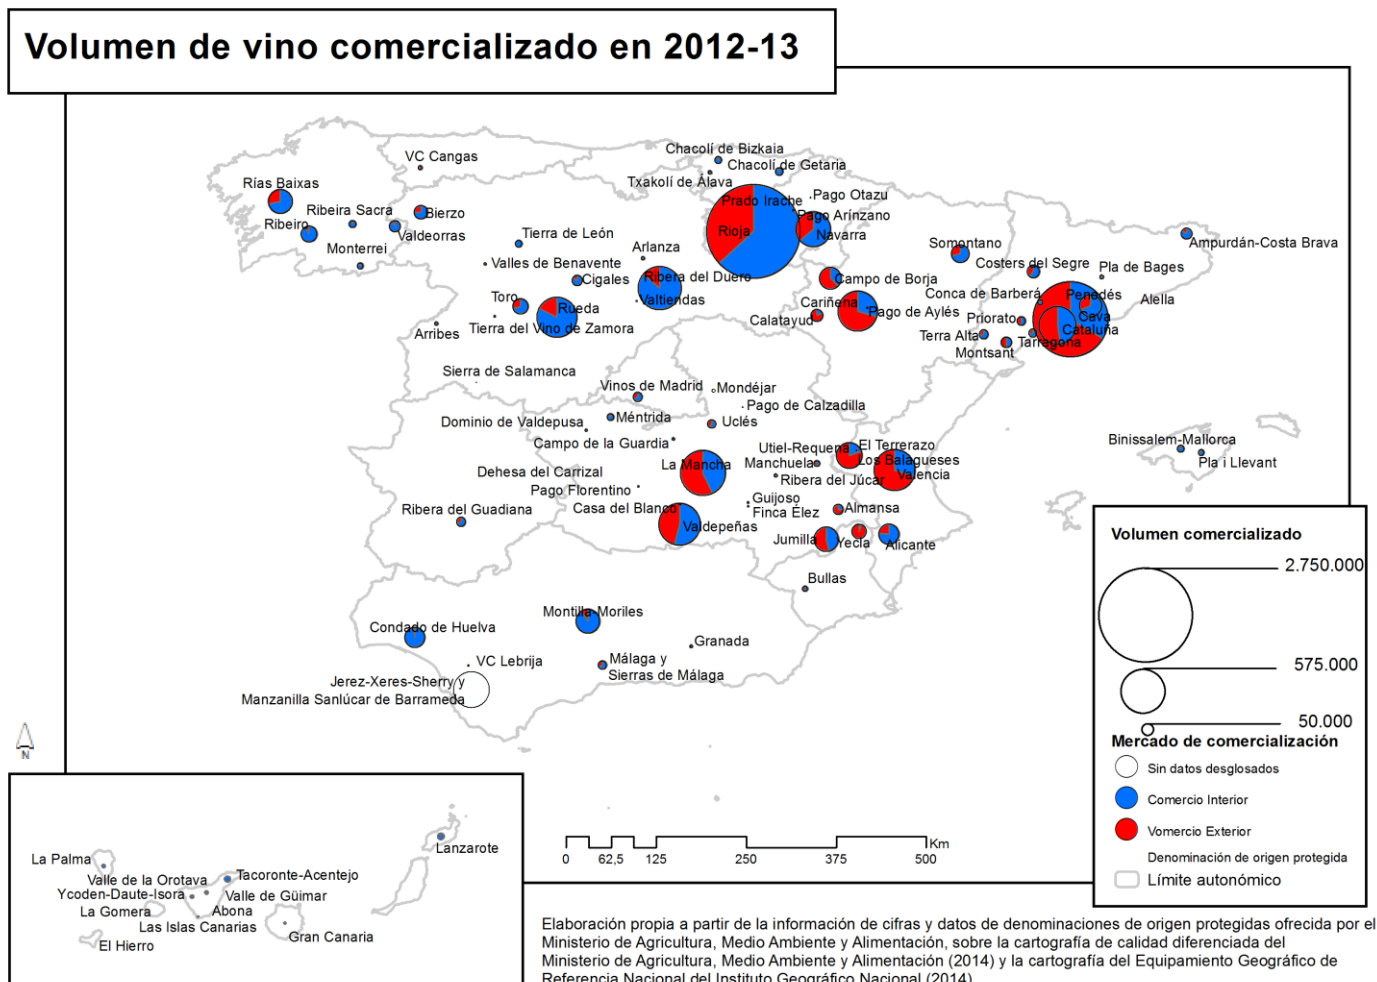 Volumen de vino comercializado en 2012-13
Chacolí de Bizkaia
VC Cangas
Chacolí de Getaria
Txakolí de Álava
Rías Baixas
Prado Irache
Pago Otazu
Ribeira Sacra
Bierzo
Pago Arínzano
Ribeiro
Valdeorras
Rioja
Navarra
Tierra de León
Monterrei
Arlanza
Somontano
Ampurdán-Costa Brava
Valles de Benavente
Costers del Segre
Pla de Bages
Cigales
Ribera del Duero
Campo de Borja
Toro
Rueda
Valtiendas
Cariñena
Conca de Barberá
Penedés
Alella
Pago de Aylés
Calatayud
Priorato
Cava
Arribes
Tierra del Vino de Zamora
Terra Alta
Cataluña
Tarragona
Montsant
Sierra de Salamanca
Vinos de Madrid
Mondéjar
Pago de Calzadilla
Dominio de Valdepusa
Méntrida
Uclés
Campo de la Guardia
Utiel-Requena
El Terrerazo
Binissalem-Mallorca
La Mancha
Manchuela
Los Balagueses
Pla i Llevant
Dehesa del Carrizal
Ribera del Júcar
Valencia
Pago Florentino
Guijoso
Casa del Blanco
Finca Élez
Almansa
Ribera del Guadiana
Valdepeñas
Jumilla
Yecla
Alicante
Bullas
Montilla-Moriles
Condado de Huelva
Granada
VC Lebrija
Málaga y
Sierras de Málaga
Jerez-Xeres-Sherry y
Manzanilla Sanlúcar de Barrameda
N
Volumen comercializado
2.750.000
575.000
50.000
Mercado de comercialización
Sin datos desglosados
Comercio Interior
Vomercio Exterior
Denominación de origen protegida
Límite autonómico
Km
0 62,5 125 250 375 500
Lanzarote
La Palma
Valle de la Orotava
Tacoronte-Acentejo
Ycoden-Daute-Isora
Valle de Güimar
La Gomera
Abona
Las Islas Canarias
El Hierro
Gran Canaria
Elaboración propia a partir de la información de cifras y datos de denominaciones de origen protegidas ofrecida por el
Ministerio de Agricultura, Medio Ambiente y Alimentación, sobre la cartografía de calidad diferenciada del
Ministerio de Agricultura, Medio Ambiente y Alimentación (2014) y la cartografía del Equipamiento Geográfico de
Referencia Nacional del Instituto Geográfico Nacional (2014)